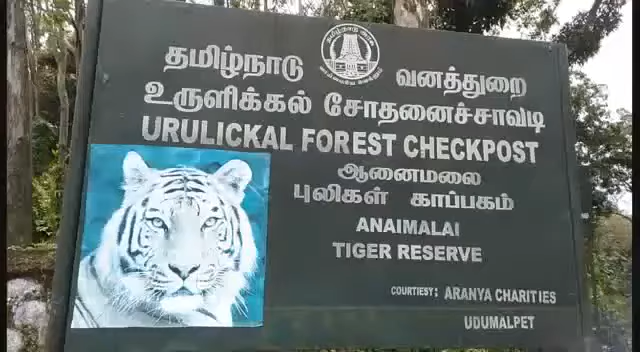 தமிழ்நாடு வனத்துறை
உருளிக்கல் சோதனைச்சாவடி
URULICKAL FOREST CHECKPOST
ஆனைமலை
புலிகள் காப்பகம்
ANAIMALAI
TIGER RESERVE
COURTESY: ARANYA CHARITIES
UDUMALPET